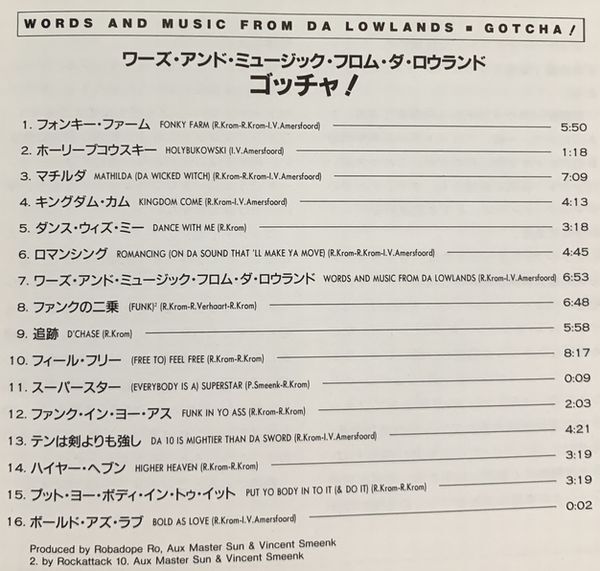 WORDS AND MUSIC FROM DA LOWLANDS ■ GOTCHA!
ワーズ・アンド・ミュージック・フロム・ダ・ロウランド
ゴッチャ!
1. フォンキー・ファーム FONKY FARM (R.Krom-R.Krom-I.V.Amersfoord) 5:50
2. ホーリーブコウスキー HOLYBUKOWSKI (I.V.Amersfoord) 1:18
3. マチルダ MATHILDA (DA WICKED WITCH) (R.Krom-R.Krom-I.V.Amersfoord) 7:09
4. キングダム・カム KINGDOM COME (R.Krom-I.V.Amersfoord) 4:13
5. ダンス・ウィズ・ミー DANCE WITH ME (R.Krom) 3:18
6. ロマンシング ROMANCING (ON DA SOUND THAT 'LL MAKE YA MOVE) (R.Krom-R.Krom-I.V.Amersfoord) 4:45
7. ワーズ・アンド・ミュージック・フロム・ダ・ロウランド WORDS AND MUSIC FROM DA LOWLANDS (R.Krom-I.V.Amersfoord) 6:53
8. ファンクの二乗 (FUNK)² (R.Krom-R.Verhaart-R.Krom) 6:48
9. 追跡 D'CHASE (R.Krom) 5:58
10. フィール・フリー (FREE TO) FEEL FREE (R.Krom-R.Krom) 8:17
11. スーパースター (EVERYBODY IS A) SUPERSTAR (P.Smeenk-R.Krom) 0:09
12. ファンク・イン・ヨー・アス FUNK IN YO ASS (R.Krom-R.Krom) 2:03
13. テンは剣よりも強し DA 10 IS MIGHTIER THAN DA SWORD (R.Krom-I.V.Amersfoord) 4:21
14. ハイヤー・ヘブン HIGHER HEAVEN (R.Krom-R.Krom) 3:19
15. プット・ヨー・ボディ・イン・トゥ・イット PUT YO BODY IN TO IT (& DO IT) (R.Krom-R.Krom) 3:19
16. ボールド・アズ・ラブ BOLD AS LOVE (R.Krom-I.V.Amersfoord) 0:02
Produced by Robadope Ro, Aux Master Sun & Vincent Smeenk
2. by Rockattack 10. Aux Master Sun & Vincent Smeenk